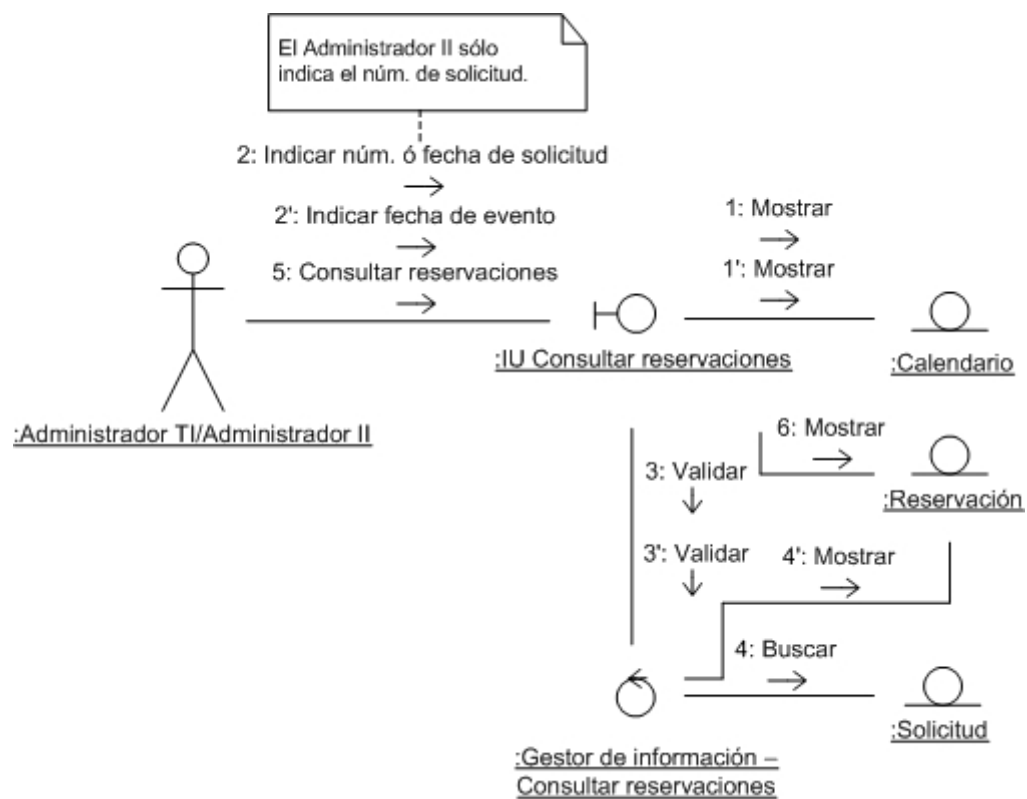 El Administrador II sólo
indica el núm. de solicitud.
2: Indicar núm. ó fecha de solicitud
2': Indicar fecha de evento
5: Consultar reservaciones
1: Mostrar
1': Mostrar
:IU Consultar reservaciones
:Calendario
:Administrador TI/Administrador II
6: Mostrar
3: Validar
:Reservación
3': Validar
4': Mostrar
4: Buscar
:Solicitud
:Gestor de información –
Consultar reservaciones